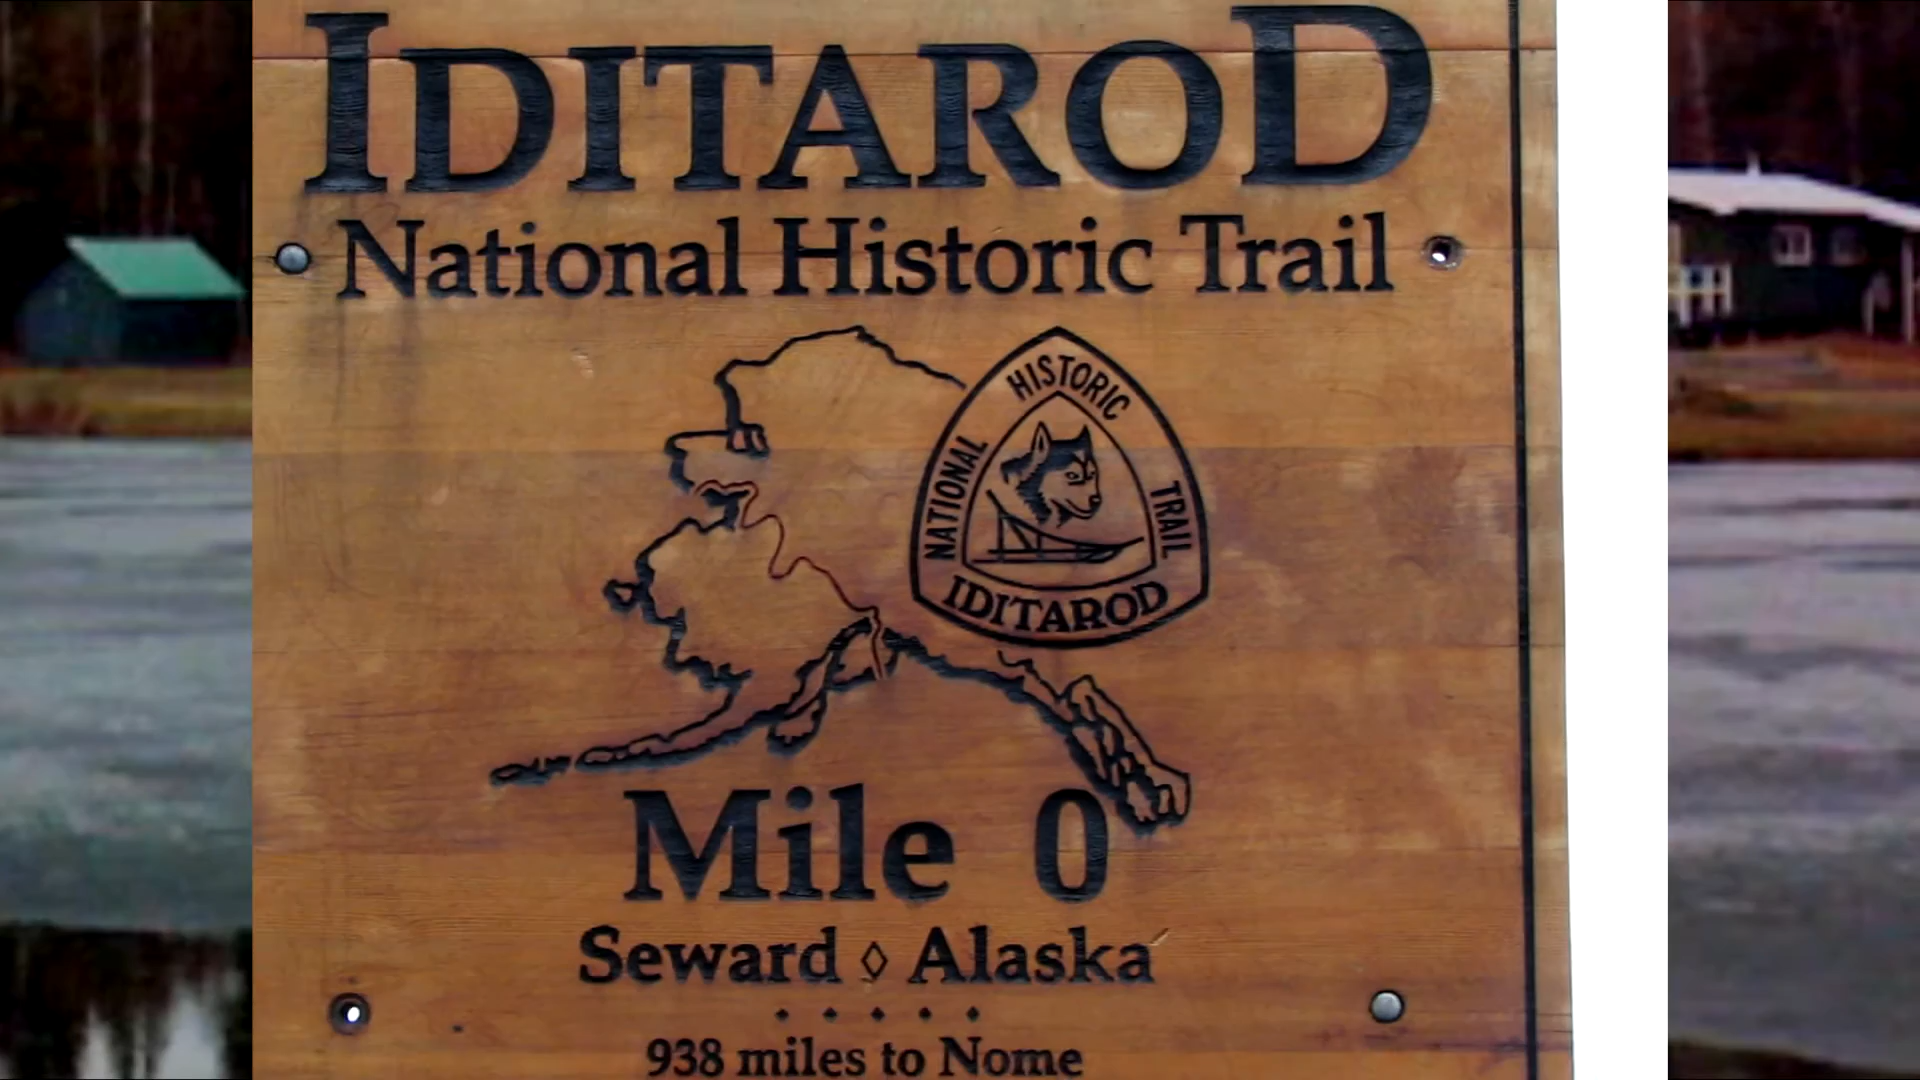 IDITAROD
National Historic Trail
HISTORIC
NATIONAL
TRAIL
IDITAROD
Mile 0
Seward ◊ Alaska
938 miles to Nome